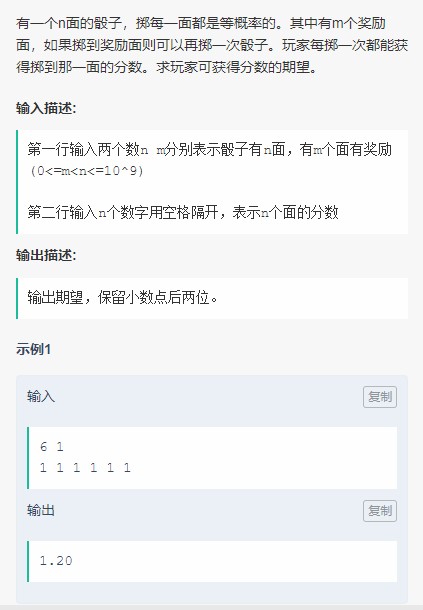 有一个n面的骰子，掷每一面都是等概率的。其中有m个奖励
面，如果掷到奖励面则可以再掷一次骰子。玩家每掷一次都能获
得掷到那一面的分数。求玩家可获得分数的期望。
输入描述:
第一行输入两个数n m分别表示骰子有n面，有m个面有奖励
(0<=m<n<=10^9)
第二行输入n个数字用空格隔开，表示n个面的分数
输出描述:
输出期望，保留小数点后两位。
示例1
输入 复制
6 1
1 1 1 1 1 1
输出 复制
1.20